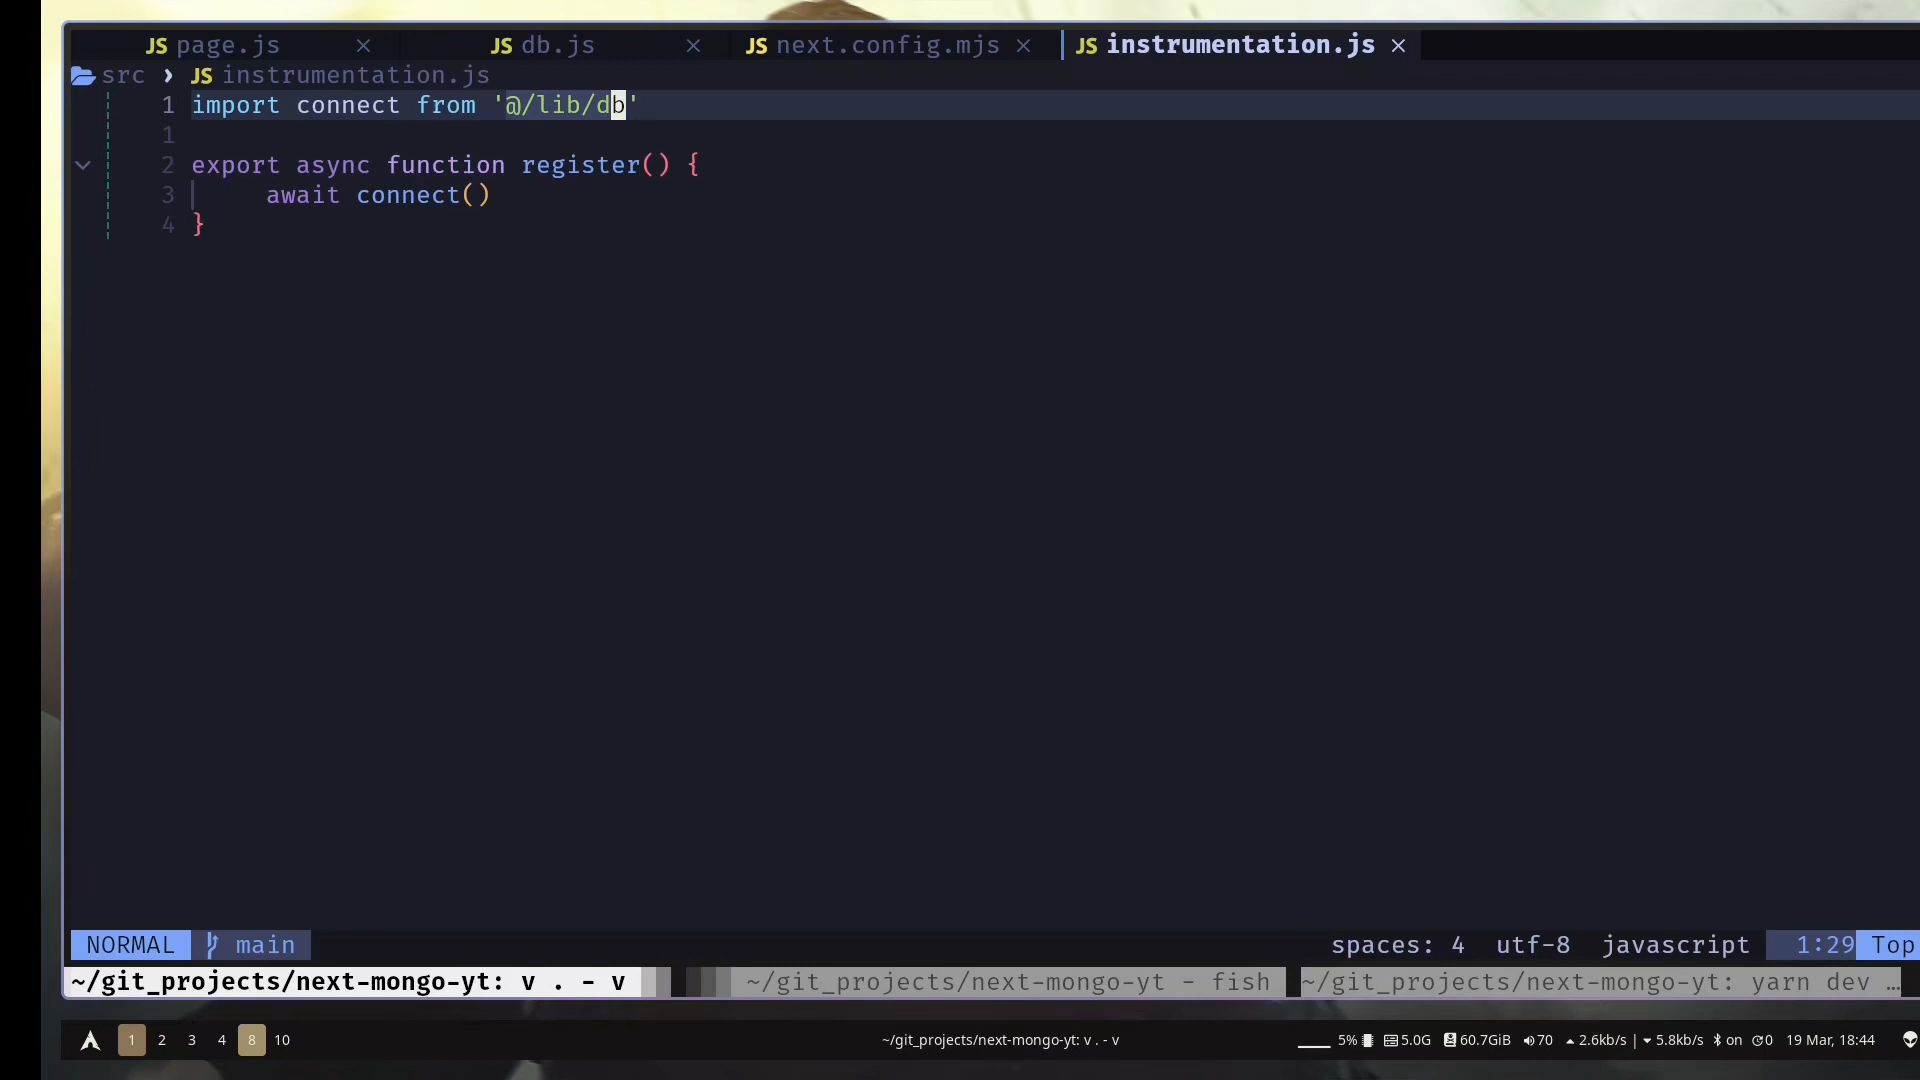 JS page.js × JS db.js × JS next.config.mjs × JS instrumentation.js ×
src › JS instrumentation.js
1 import connect from '@/lib/db'
1
2 export async function register() {
3 await connect()
4 }
NORMAL main spaces: 4 utf-8 javascript 1:29 Top
~/git_projects/next-mongo-yt: v . - v ~/git_projects/next-mongo-yt - fish ~/git_projects/next-mongo-yt: yarn dev …
1 2 3 4 8 10 ~/git_projects/next-mongo-yt: v . - v 5% 5.0G 60.7GiB 70 2.6kb/s | 5.8kb/s on 0 19 Mar, 18:44